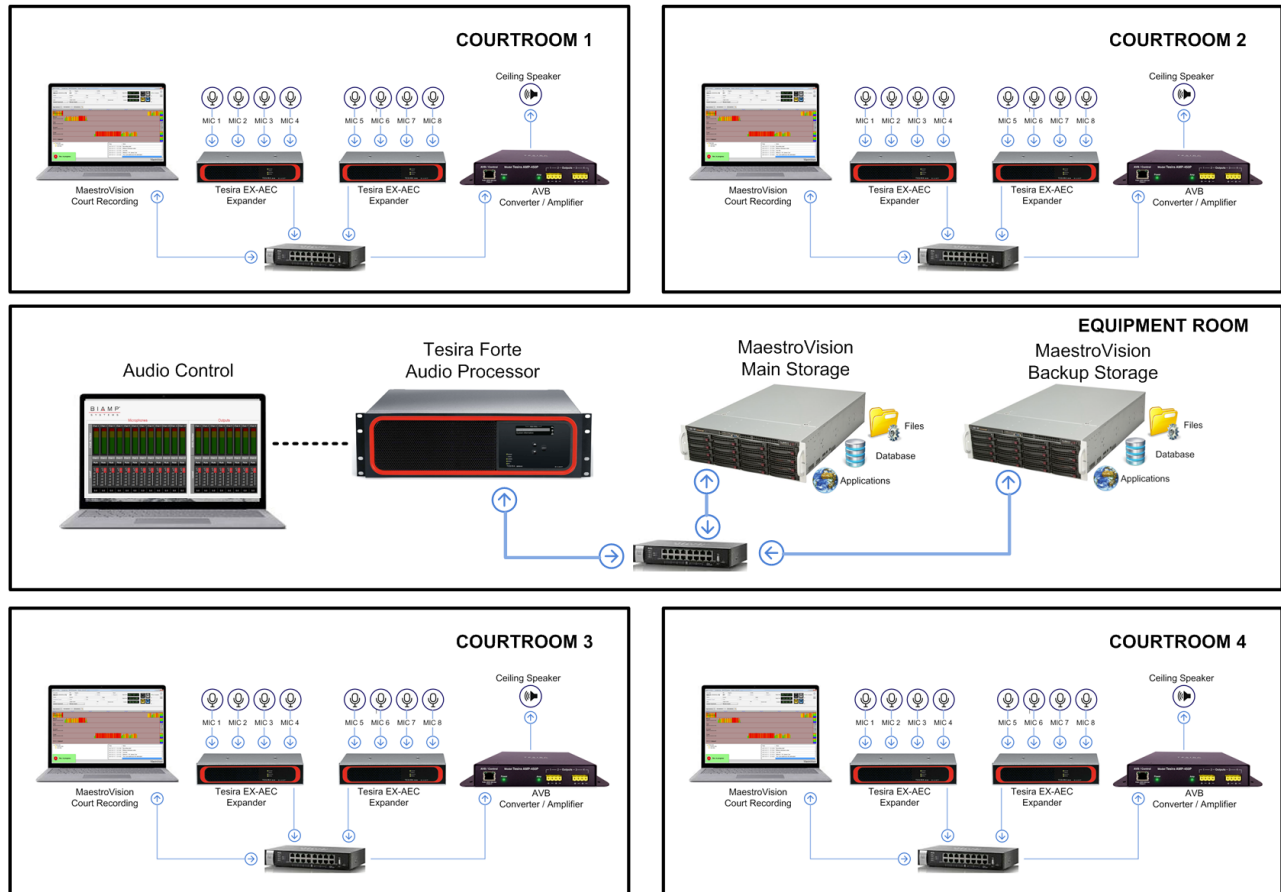 COURTROOM 1
Ceiling Speaker
MIC 1 MIC 2 MIC 3 MIC 4 MIC 5 MIC 6 MIC 7 MIC 8
MaestroVision
Court Recording
Tesira EX-AEC
Expander
Tesira EX-AEC
Expander
AVB
Converter / Amplifier
COURTROOM 2
Ceiling Speaker
MIC 1 MIC 2 MIC 3 MIC 4 MIC 5 MIC 6 MIC 7 MIC 8
MaestroVision
Court Recording
Tesira EX-AEC
Expander
Tesira EX-AEC
Expander
AVB
Converter / Amplifier
EQUIPMENT ROOM
Audio Control
BIAMP
SYSTEMS
Microphones
Outputs
Tesira Forte
Audio Processor
MaestroVision
Main Storage
Files
Database
Applications
MaestroVision
Backup Storage
Files
Database
Applications
COURTROOM 3
Ceiling Speaker
MIC 1 MIC 2 MIC 3 MIC 4 MIC 5 MIC 6 MIC 7 MIC 8
MaestroVision
Court Recording
Tesira EX-AEC
Expander
Tesira EX-AEC
Expander
AVB
Converter / Amplifier
COURTROOM 4
Ceiling Speaker
MIC 1 MIC 2 MIC 3 MIC 4 MIC 5 MIC 6 MIC 7 MIC 8
MaestroVision
Court Recording
Tesira EX-AEC
Expander
Tesira EX-AEC
Expander
AVB
Converter / Amplifier